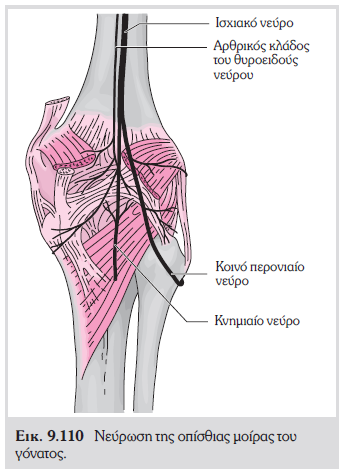 Ισχιακό νεύρο
Αρθρικός κλάδος
του θυροειδούς
νεύρου
Κοινό περονιαίο
νεύρο
Κνημιαίο νεύρο
Εικ. 9.110 Νεύρωση της οπίσθιας μοίρας του
γόνατος.